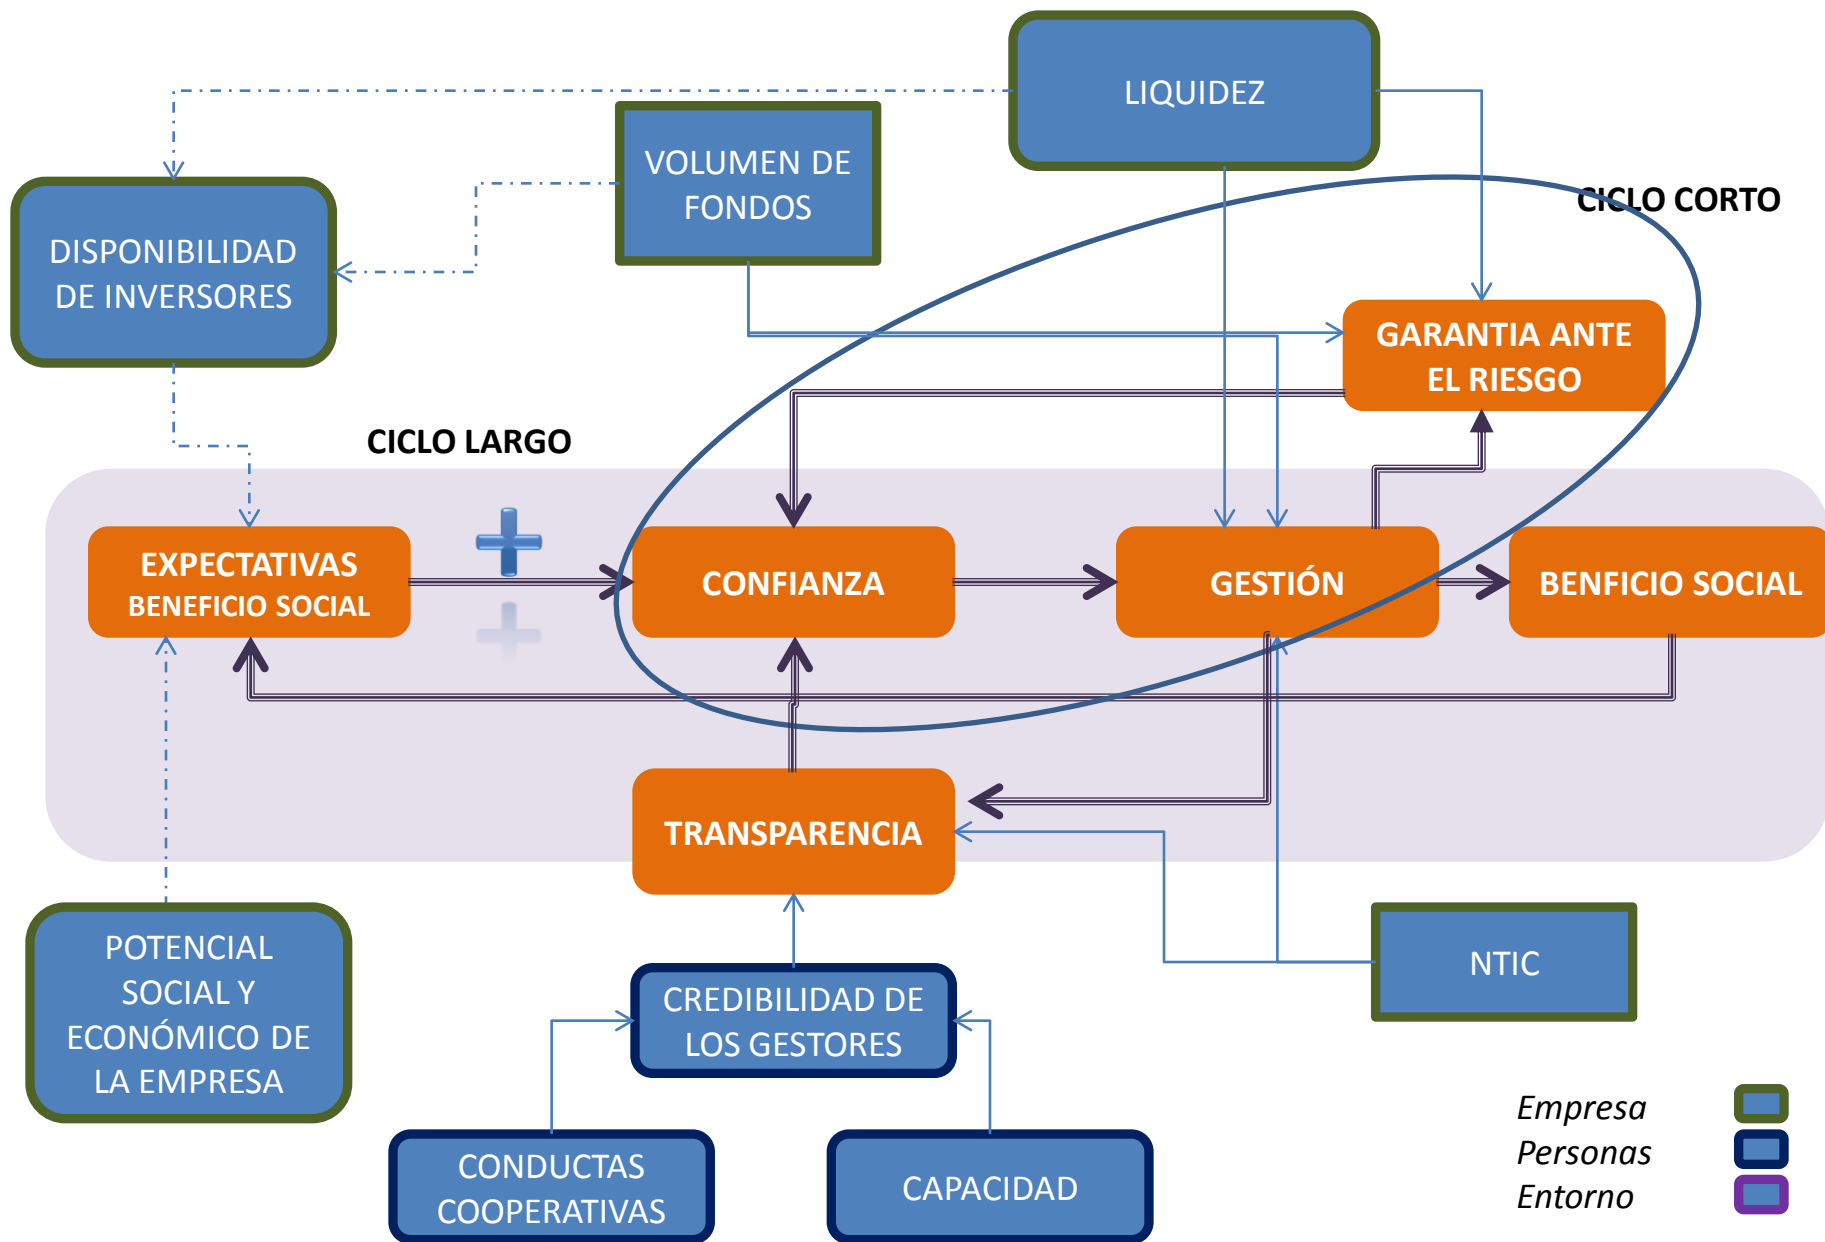 LIQUIDEZ
VOLUMEN DE
FONDOS
CICLO CORTO
DISPONIBILIDAD
DE INVERSORES
GARANTIA ANTE
EL RIESGO
CICLO LARGO
EXPECTATIVAS
BENEFICIO SOCIAL
CONFIANZA
GESTIÓN
BENFICIO SOCIAL
TRANSPARENCIA
POTENCIAL
SOCIAL Y
ECONÓMICO DE
LA EMPRESA
CREDIBILIDAD DE
LOS GESTORES
NTIC
CONDUCTAS
COOPERATIVAS
CAPACIDAD
Empresa
Personas
Entorno